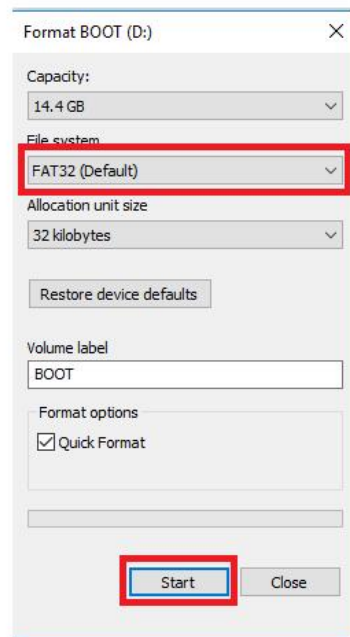 Format BOOT (D:)
Capacity:
14.4 GB
File system
FAT32 (Default)
Allocation unit size
32 kilobytes
Restore device defaults
Volume label
BOOT
Format options
Quick Format
Start Close